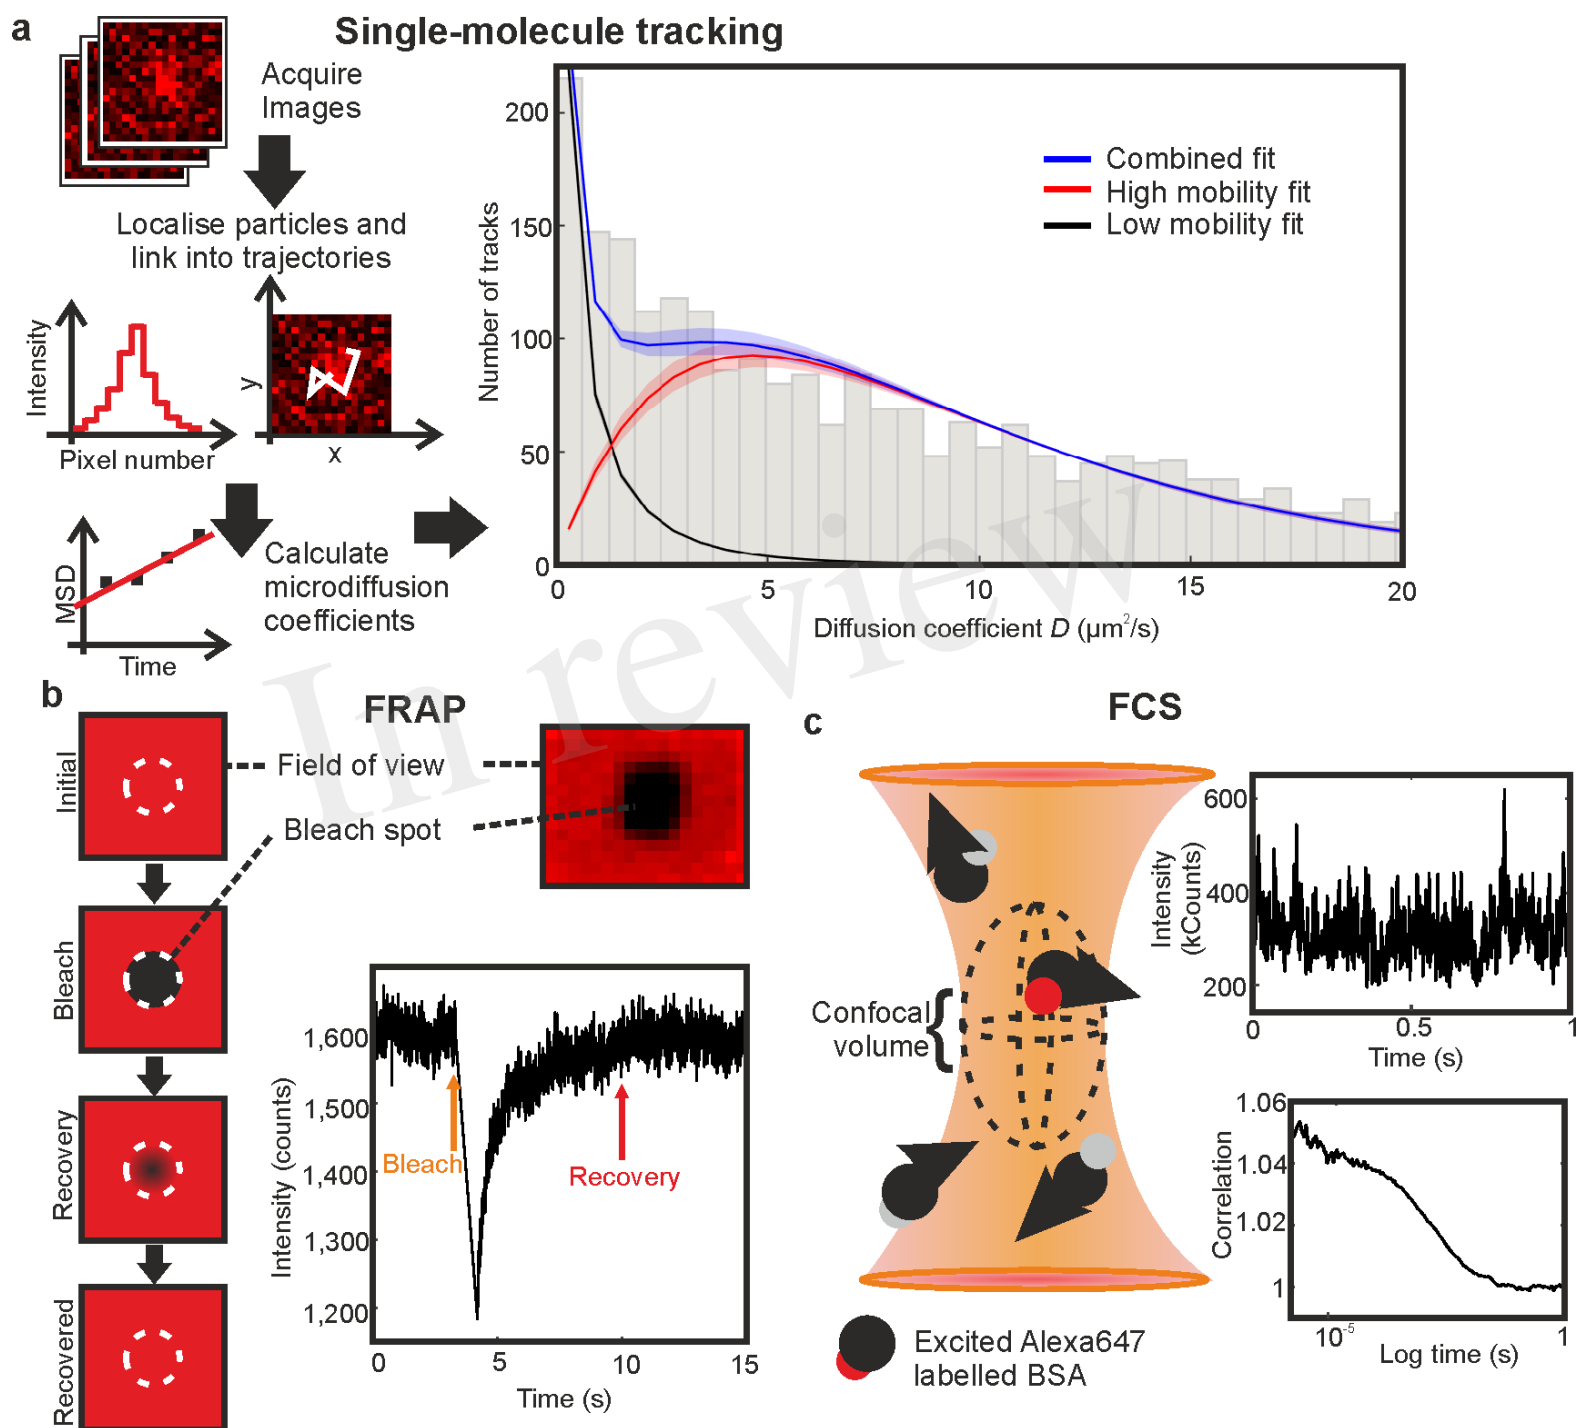 a
Single-molecule tracking
Acquire
Images
Localise particles and
link into trajectories
Intensity
Pixel number
y
x
MSD
Time
Calculate
microdiffusion
coefficients
Number of tracks
200
150
100
50
0
Combined fit
High mobility fit
Low mobility fit
0
5
10
15
20
Diffusion coefficient D (µm²/s)
In review
b
FRAP
Initial
Field of view
Bleach spot
Bleach
Recovery
Recovered
Intensity (counts)
1,600
1,500
1,400
1,300
1,200
Bleach
Recovery
0
5
10
15
Time (s)
c
FCS
Confocal
volume
Excited Alexa647
labelled BSA
Intensity
(kCounts)
600
400
200
0
0.5
1
Time (s)
Correlation
1.06
1.04
1.02
1
10⁻⁵
1
Log time (s)